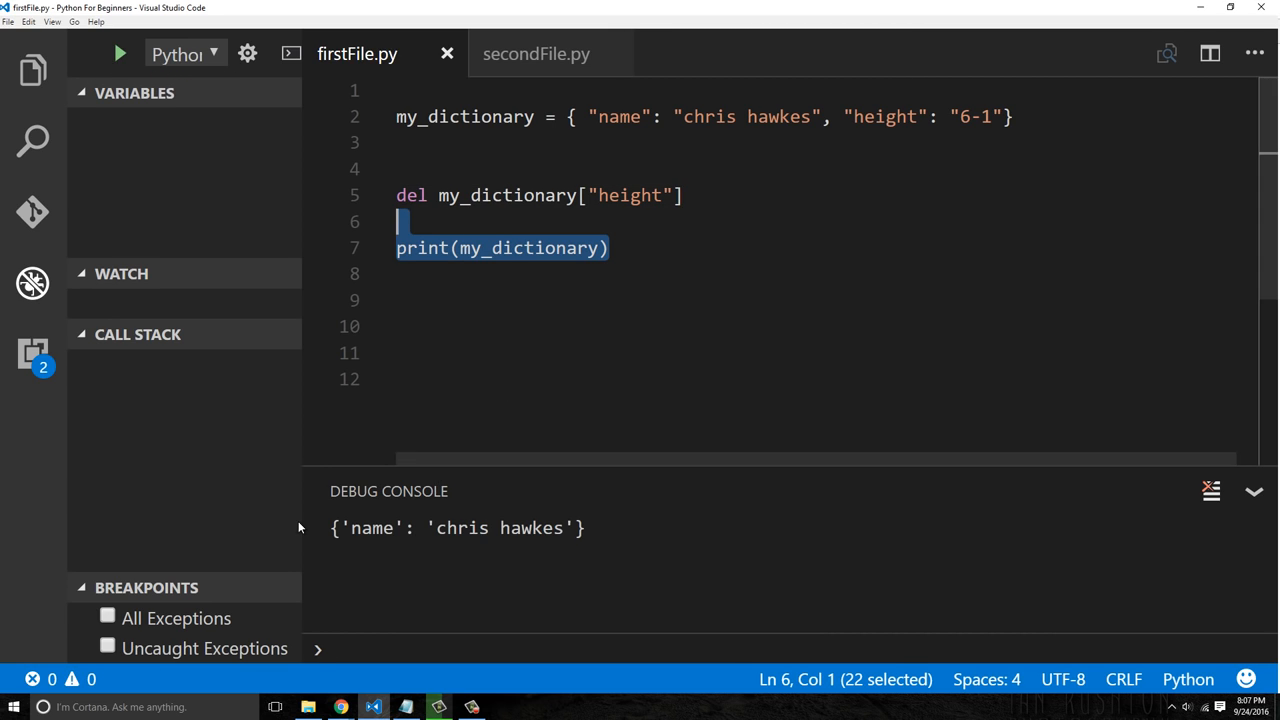 firstFile.py - Python For Beginners - Visual Studio Code
File Edit View Go Help
Pythor
firstFile.py
secondFile.py
VARIABLES
WATCH
CALL STACK
BREAKPOINTS
All Exceptions
Uncaught Exceptions
2
1
2 my_dictionary = { "name": "chris hawkes", "height": "6-1"}
3
4
5 del my_dictionary["height"]
6
7 print(my_dictionary)
8
9
10
11
12
DEBUG CONSOLE
{'name': 'chris hawkes'}
0 0 Ln 6, Col 1 (22 selected) Spaces: 4 UTF-8 CRLF Python
I'm Cortana. Ask me anything.
8:07 PM
9/24/2016